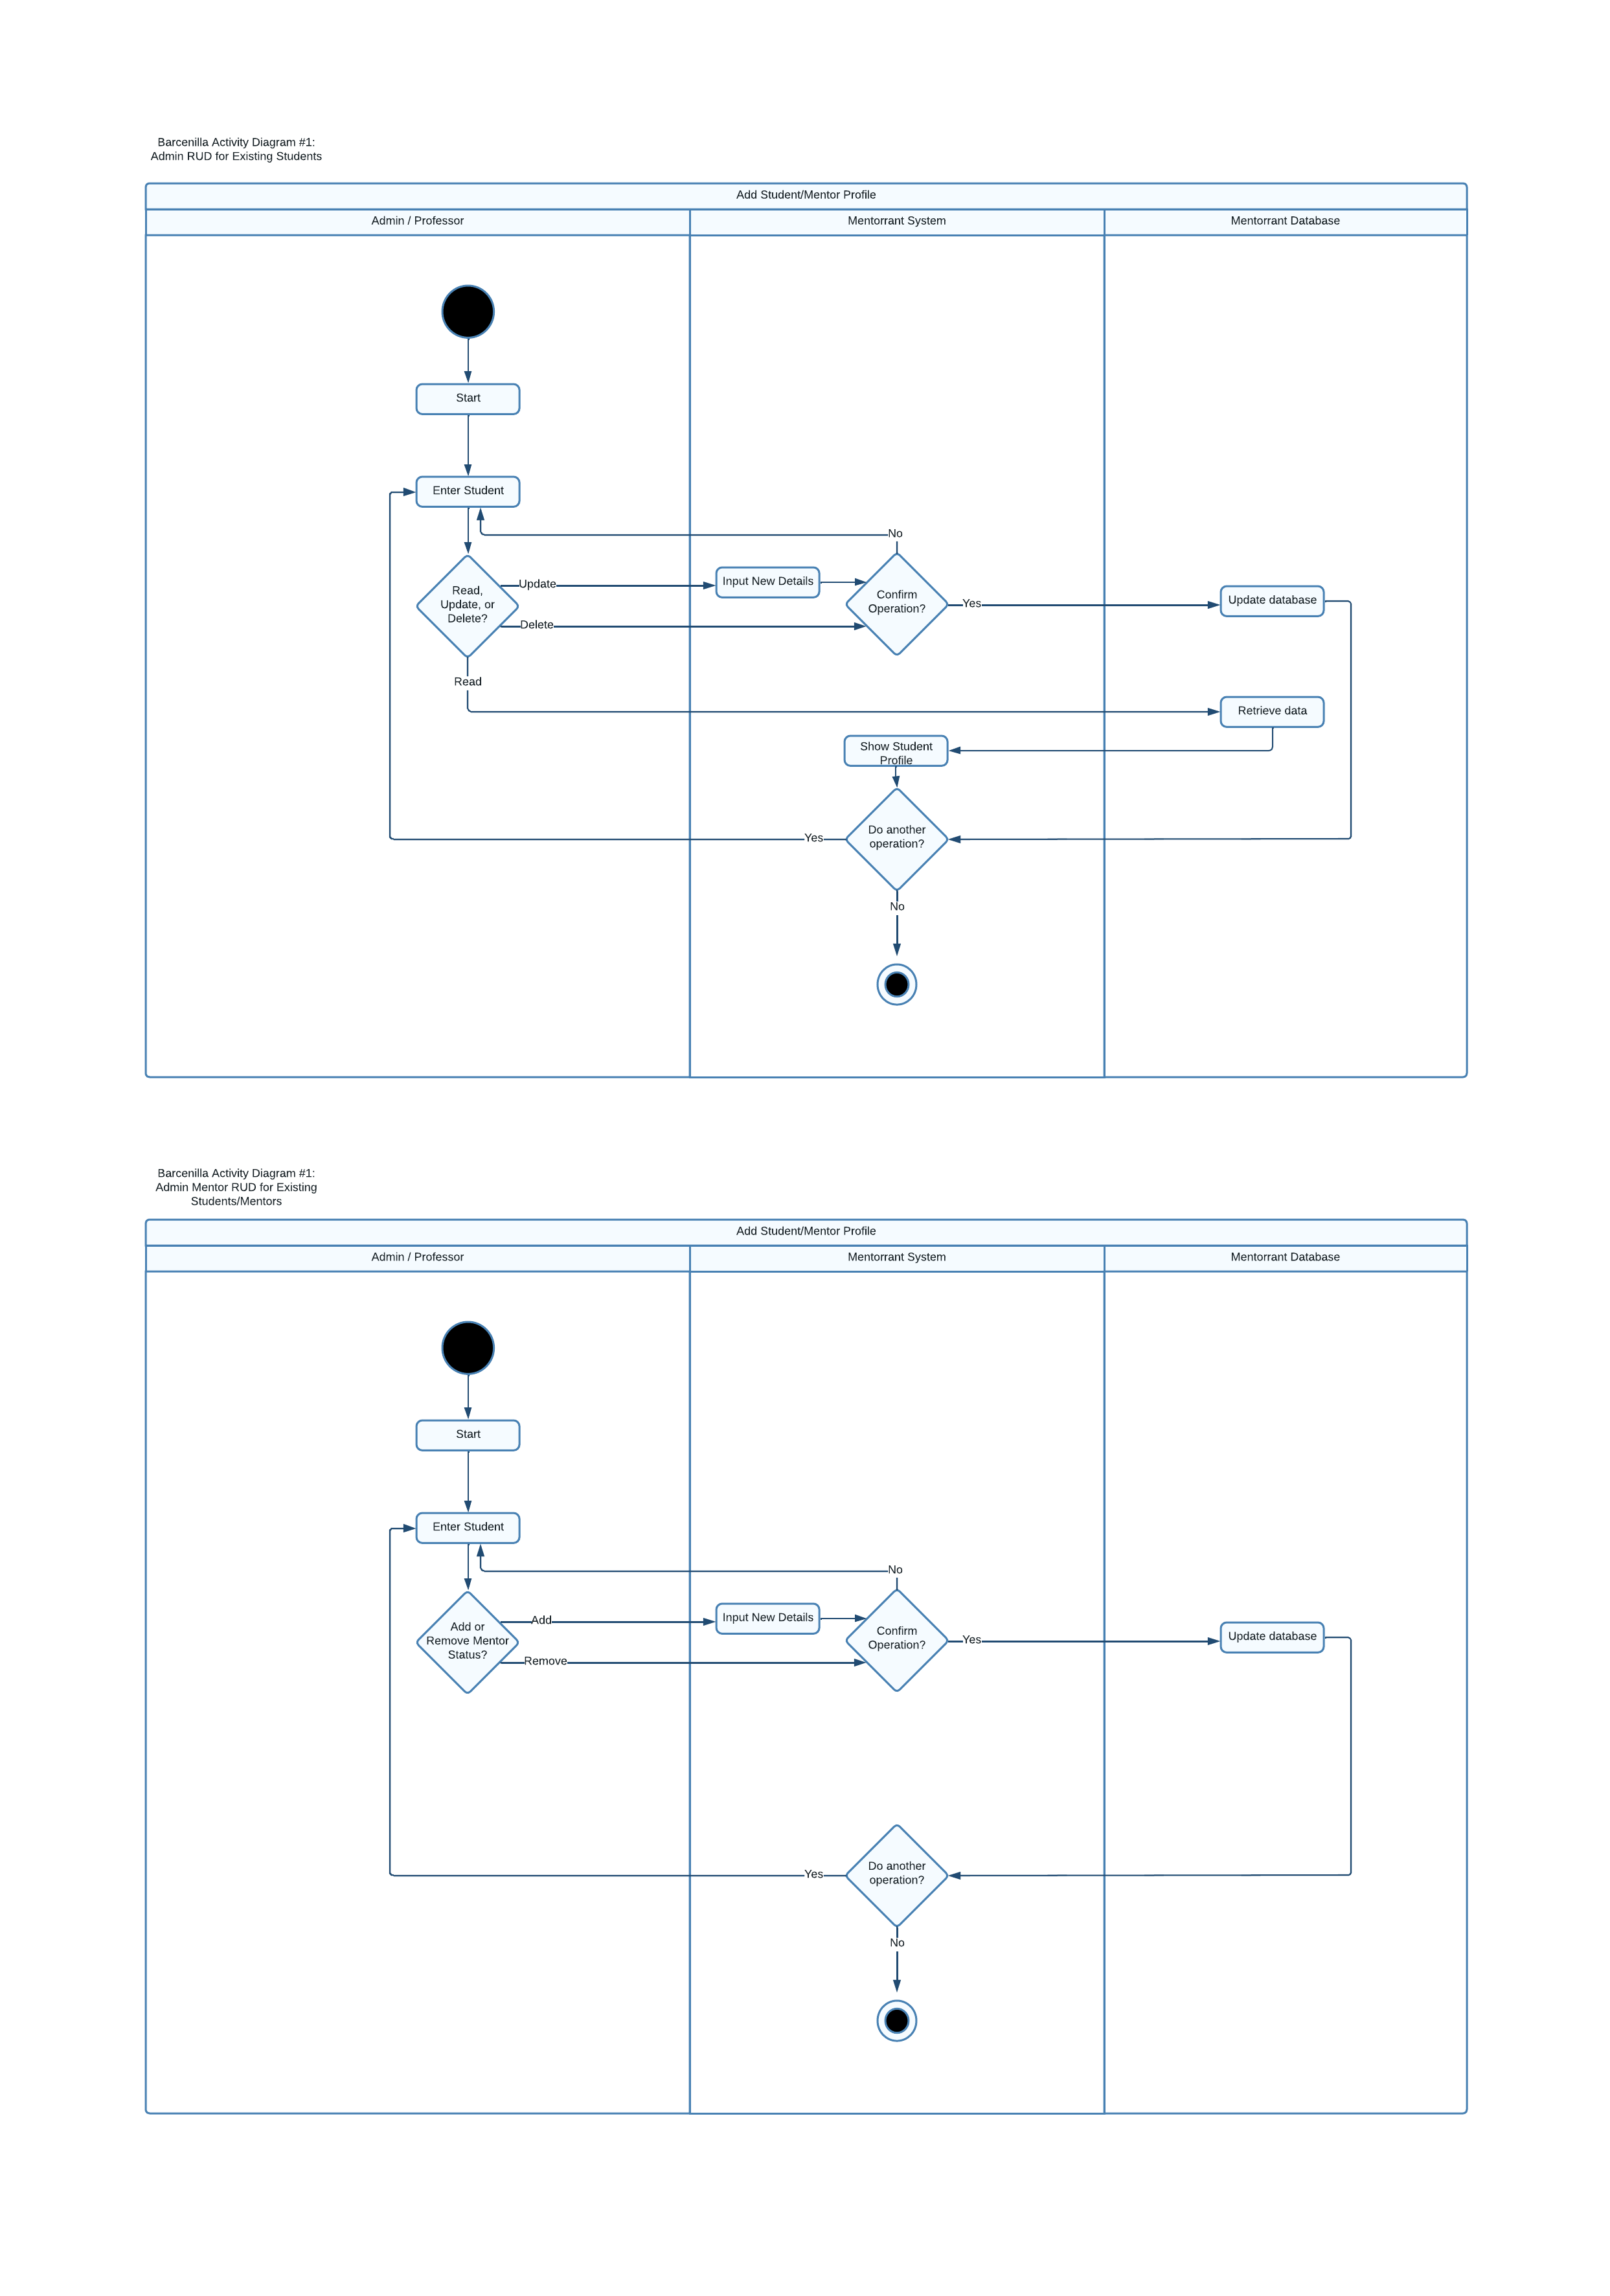 Barcenilla Activity Diagram #1:
Admin RUD for Existing Students
Add Student/Mentor Profile
Admin / Professor
Mentorrant System
Mentorrant Database
Start
Enter Student
No
Read,
Update, or
Delete?
Update
Delete
Input New Details
Confirm
Operation?
Yes
Update database
Read
Retrieve data
Show Student
Profile
Do another
operation?
Yes
No
Barcenilla Activity Diagram #1:
Admin Mentor RUD for Existing
Students/Mentors
Add Student/Mentor Profile
Admin / Professor
Mentorrant System
Mentorrant Database
Start
Enter Student
No
Add or
Remove Mentor
Status?
Add
Remove
Input New Details
Confirm
Operation?
Yes
Update database
Do another
operation?
Yes
No